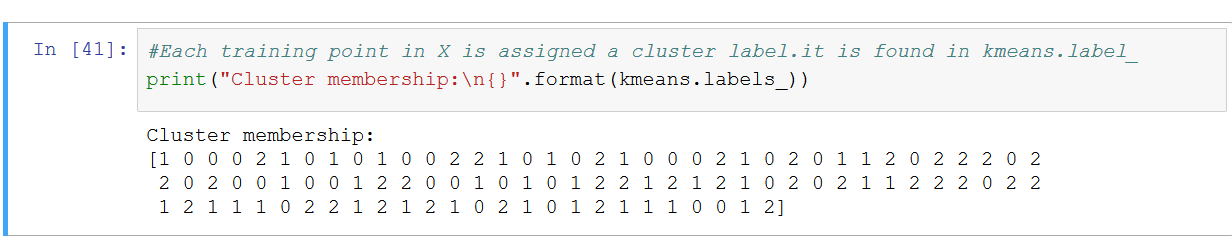 In [41]: #Each training point in X is assigned a cluster label.it is found in kmeans.label_
print("Cluster membership:\n{}".format(kmeans.labels_))
Cluster membership:
[1 0 0 0 2 1 0 1 0 1 0 0 2 2 1 0 1 0 2 1 0 0 0 2 1 0 2 0 1 1 2 0 2 2 2 0 2
2 0 2 0 0 1 0 0 1 2 2 0 0 1 0 1 0 1 2 2 1 2 1 2 1 0 2 0 2 1 1 2 2 2 0 2 2
1 2 1 1 1 0 2 2 1 2 1 2 1 0 2 1 0 1 2 1 1 1 0 0 1 2]